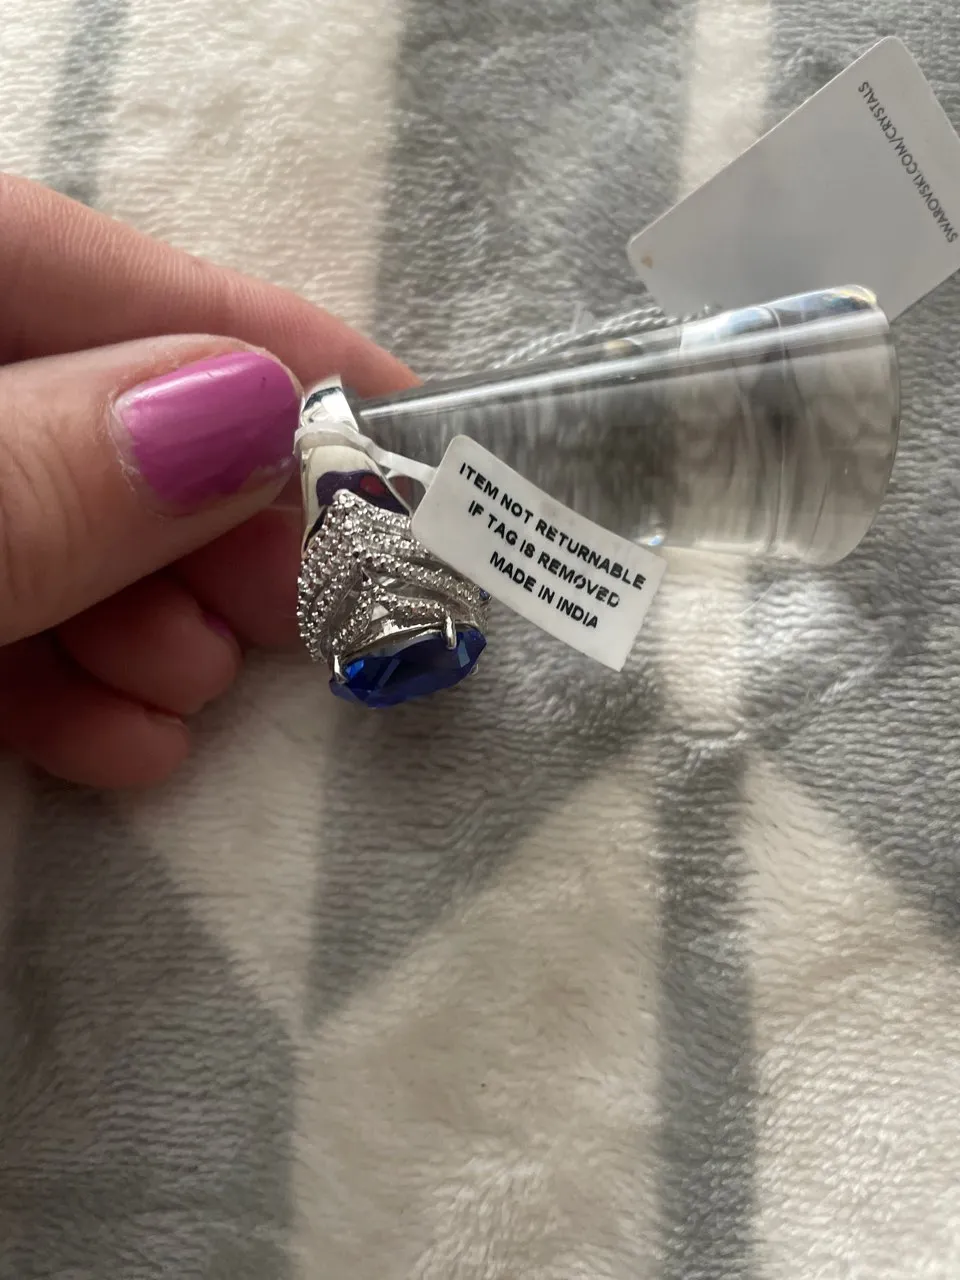 SWAROVSKI.COM/CRYSTALS
ITEM NOT RETURNABLE
IF TAG IS REMOVED
MADE IN INDIA